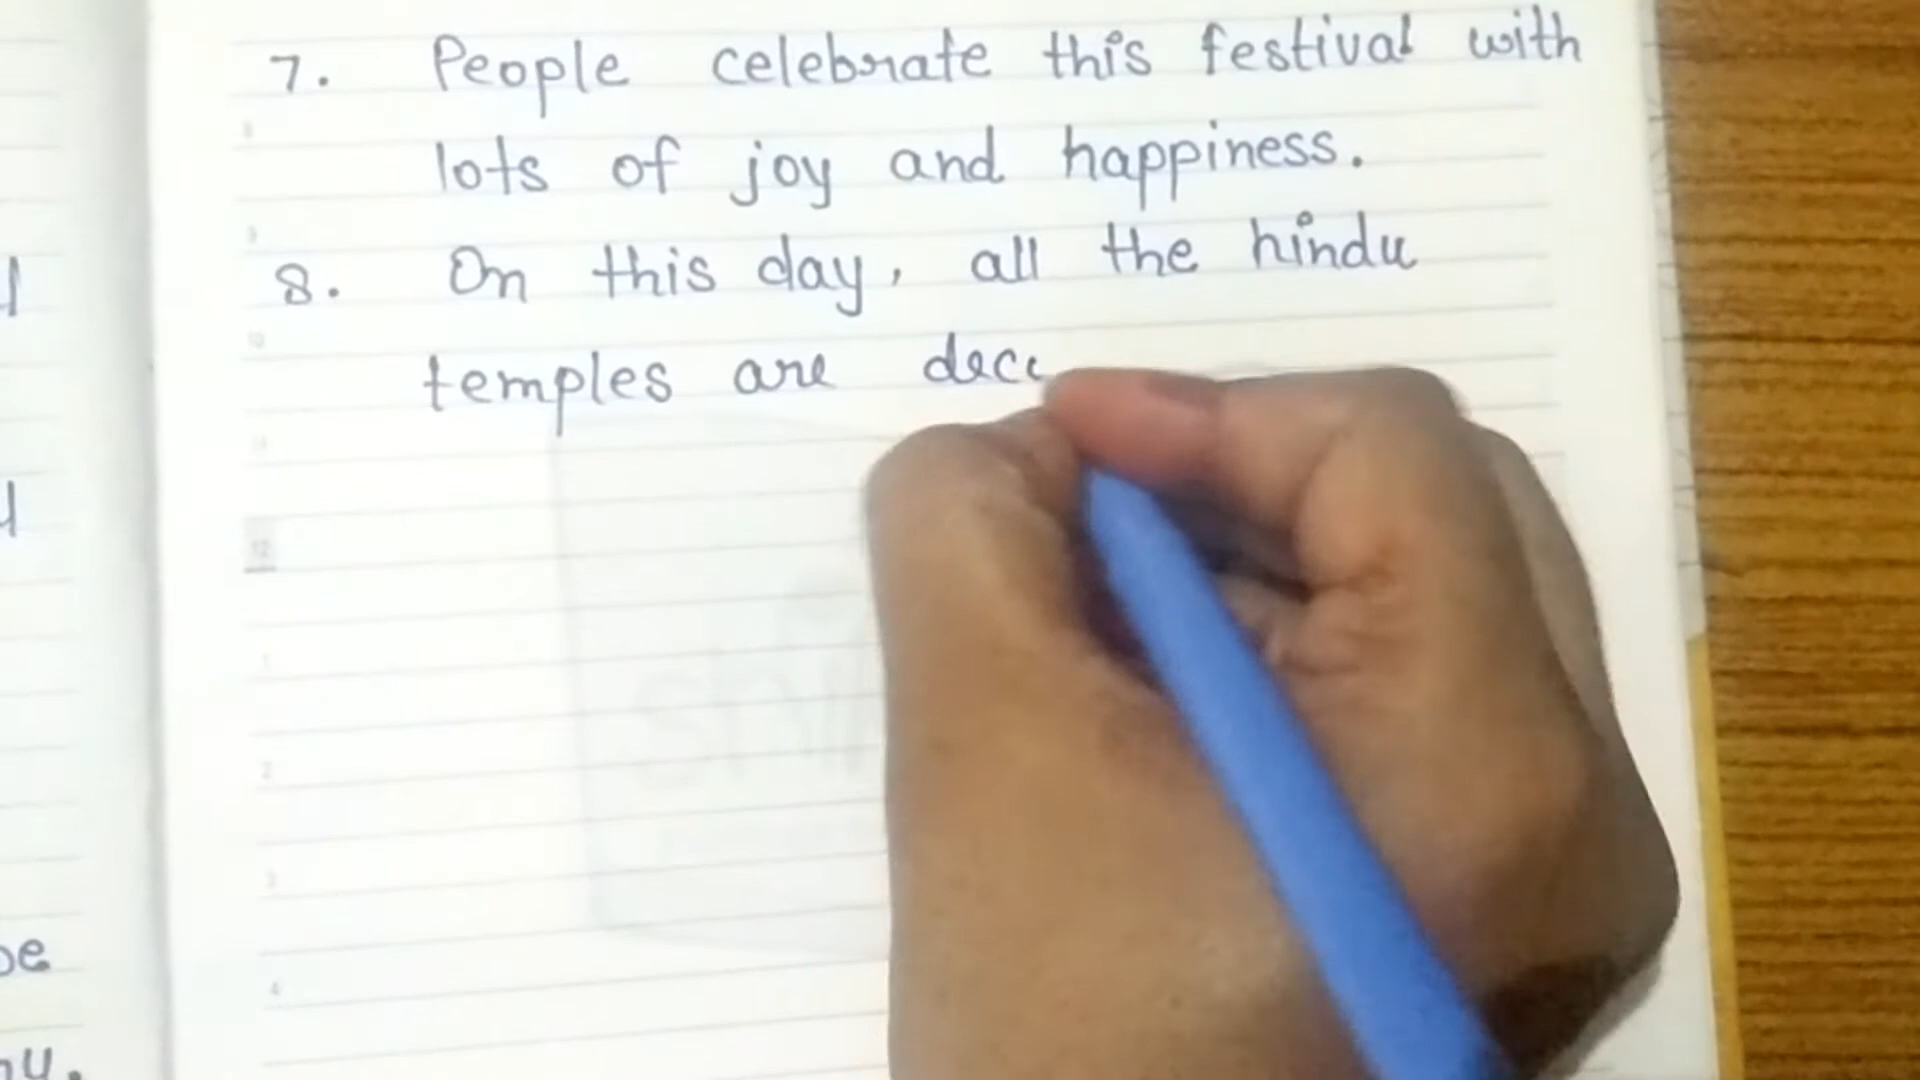 7. People celebrate this festival with
lots of joy and happiness.
8. On this day, all the hindu
temples are